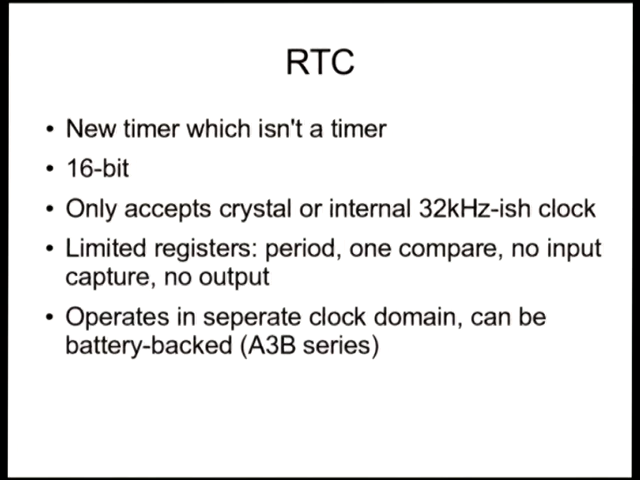 RTC
• New timer which isn't a timer
• 16-bit
• Only accepts crystal or internal 32kHz-ish clock
• Limited registers: period, one compare, no input
capture, no output
• Operates in seperate clock domain, can be
battery-backed (A3B series)